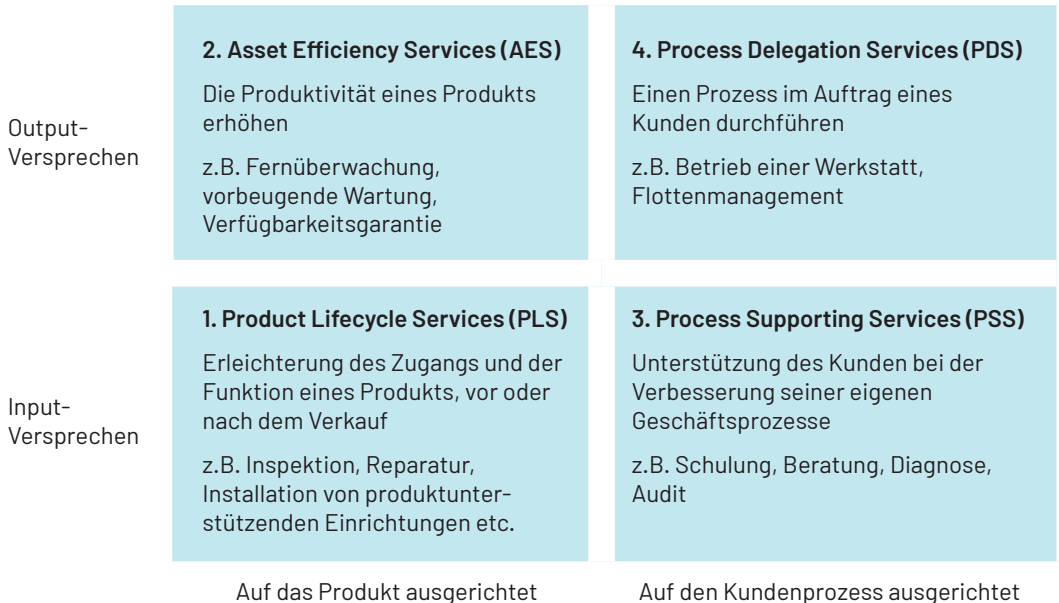 Output-
Versprechen
2. Asset Efficiency Services (AES)
Die Produktivität eines Produkts
erhöhen
z.B. Fernüberwachung,
vorbeugende Wartung,
Verfügbarkeitsgarantie
4. Process Delegation Services (PDS)
Einen Prozess im Auftrag eines
Kunden durchführen
z.B. Betrieb einer Werkstatt,
Flottenmanagement
Input-
Versprechen
1. Product Lifecycle Services (PLS)
Erleichterung des Zugangs und der
Funktion eines Produkts, vor oder
nach dem Verkauf
z.B. Inspektion, Reparatur,
Installation von produktunter-
stützenden Einrichtungen etc.
3. Process Supporting Services (PSS)
Unterstützung des Kunden bei der
Verbesserung seiner eigenen
Geschäftsprozesse
z.B. Schulung, Beratung, Diagnose,
Audit
Auf das Produkt ausgerichtet
Auf den Kundenprozess ausgerichtet